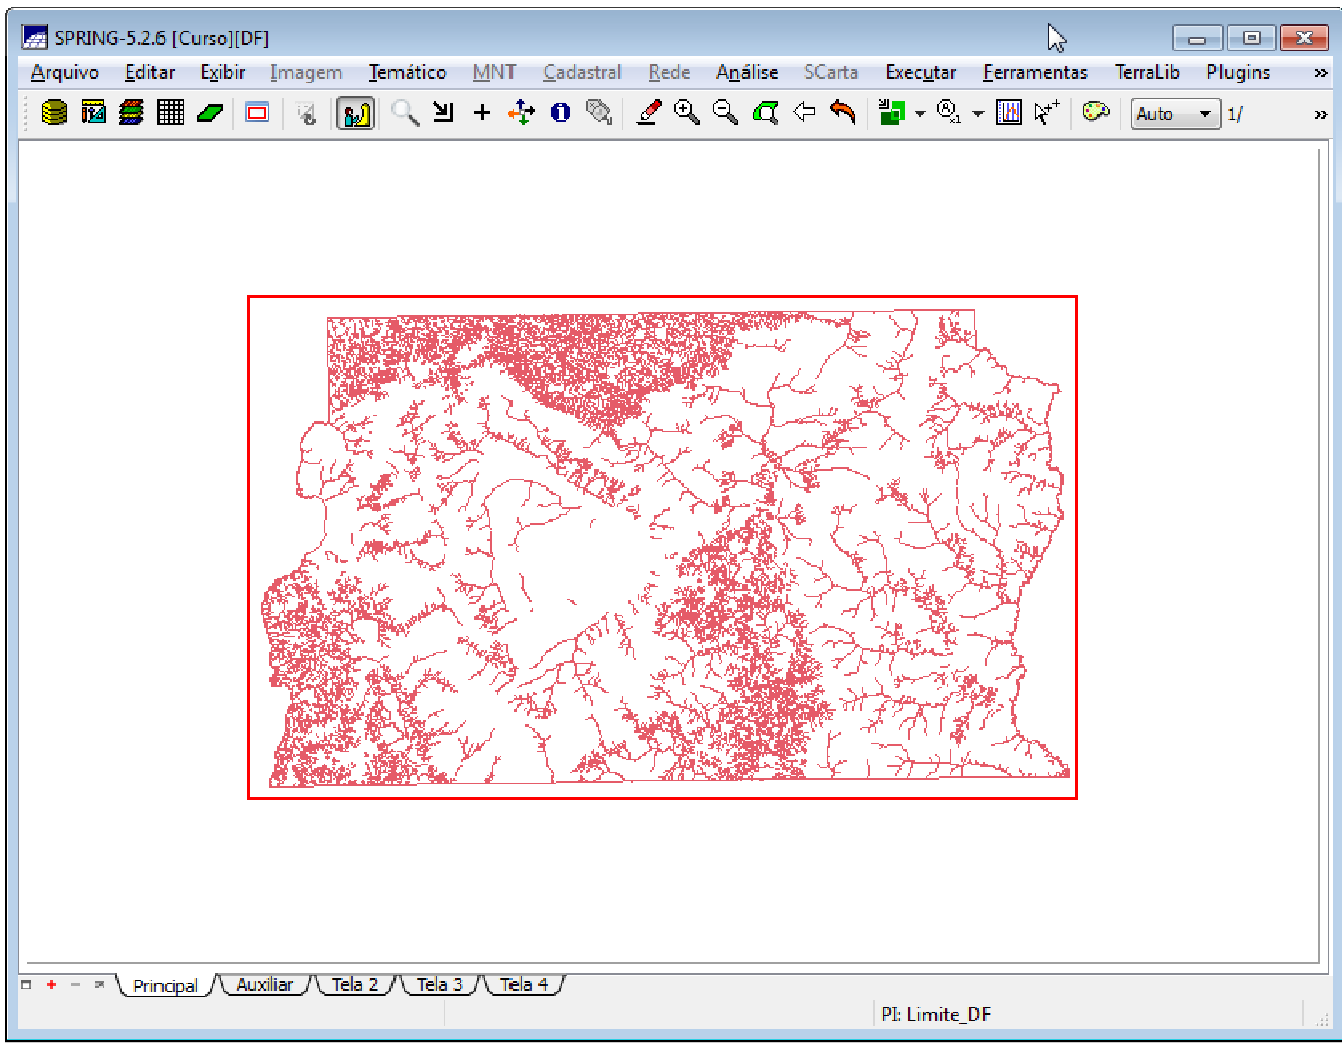 SPRING-5.2.6 [Curso][DF]
Arquivo Editar Exibir Imagem Temático MNT Cadastral Rede Análise SCarta Executar Ferramentas TerraLib Plugins »
Auto 1/ »
Principal Auxiliar Tela 2 Tela 3 Tela 4
PI: Limite_DF